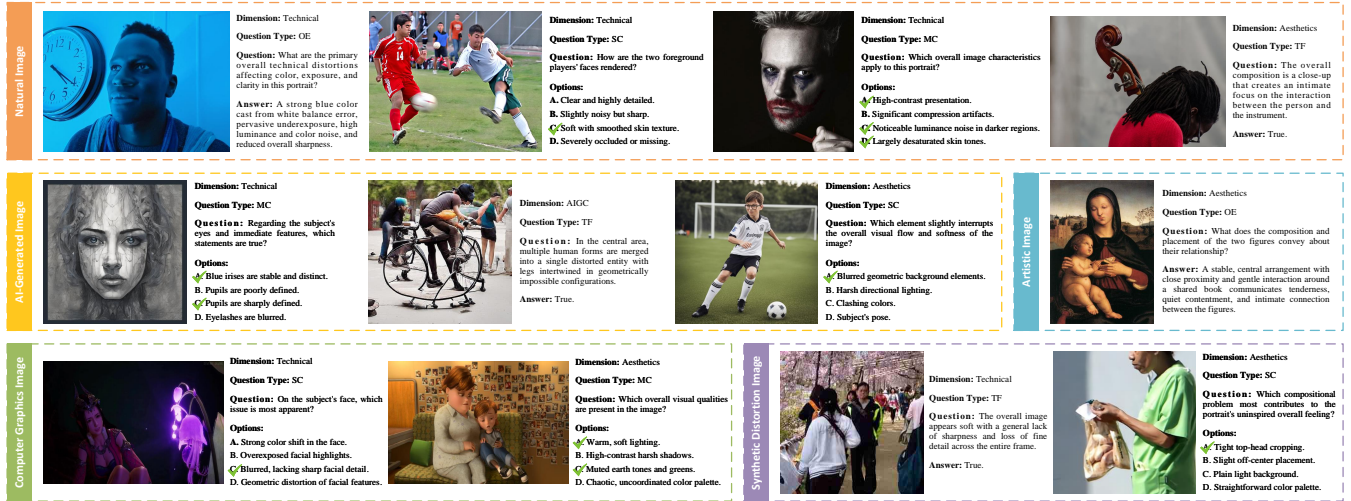 Natural Image
Dimension: Technical
Question Type: OE
Question: What are the primary
overall technical distortions
affecting color, exposure, and
clarity in this portrait?
Answer: A strong blue color
cast from white balance error,
pervasive underexposure, high
luminance and color noise, and
reduced overall sharpness.
Dimension: Technical
Question Type: SC
Question: How are the two foreground
players' faces rendered?
Options:
A. Clear and highly detailed.
B. Slightly noisy but sharp.
C. Soft with smoothed skin texture.
D. Severely occluded or missing.
Dimension: Technical
Question Type: MC
Question: Which overall image characteristics
apply to this portrait?
Options:
A. High-contrast presentation.
B. Significant compression artifacts.
C. Noticeable luminance noise in darker regions.
D. Largely desaturated skin tones.
Dimension: Aesthetics
Question Type: TF
Question: The overall
composition is a close-up
that creates an intimate
focus on the interaction
between the person and
the instrument.
Answer: True.
AI-Generated Image
Dimension: Technical
Question Type: MC
Question: Regarding the subject's
eyes and immediate features, which
statements are true?
Options:
A. Blue irises are stable and distinct.
B. Pupils are poorly defined.
C. Pupils are sharply defined.
D. Eyelashes are blurred.
Dimension: AIGC
Question Type: TF
Question: In the central area,
multiple human forms are merged
into a single distorted entity with
legs intertwined in geometrically
impossible configurations.
Answer: True.
Dimension: Aesthetics
Question Type: SC
Question: Which element slightly interrupts
the overall visual flow and softness of the
image?
Options:
A. Blurred geometric background elements.
B. Harsh directional lighting.
C. Clashing colors.
D. Subject's pose.
Artistic Image
Dimension: Aesthetics
Question Type: OE
Question: What does the composition and
placement of the two figures convey about
their relationship?
Answer: A stable, central arrangement with
close proximity and gentle interaction around
a shared book communicates tenderness,
quiet contentment, and intimate connection
between the figures.
Computer Graphics Image
Dimension: Technical
Question Type: SC
Question: On the subject's face, which
issue is most apparent?
Options:
A. Strong color shift in the face.
B. Overexposed facial highlights.
C. Blurred, lacking sharp facial detail.
D. Geometric distortion of facial features.
Dimension: Aesthetics
Question Type: MC
Question: Which overall visual qualities
are present in the image?
Options:
A. Warm, soft lighting.
B. High-contrast harsh shadows.
C. Muted earth tones and greens.
D. Chaotic, uncoordinated color palette.
Synthetic Distortion Image
Dimension: Technical
Question Type: TF
Question: The overall image
appears soft with a general lack
of sharpness and loss of fine
detail across the entire frame.
Answer: True.
Dimension: Aesthetics
Question Type: SC
Question: Which compositional
problem most contributes to the
portrait's uninspired overall feeling?
Options:
A. Tight top-head cropping.
B. Slight off-center placement.
C. Plain light background.
D. Straightforward color palette.